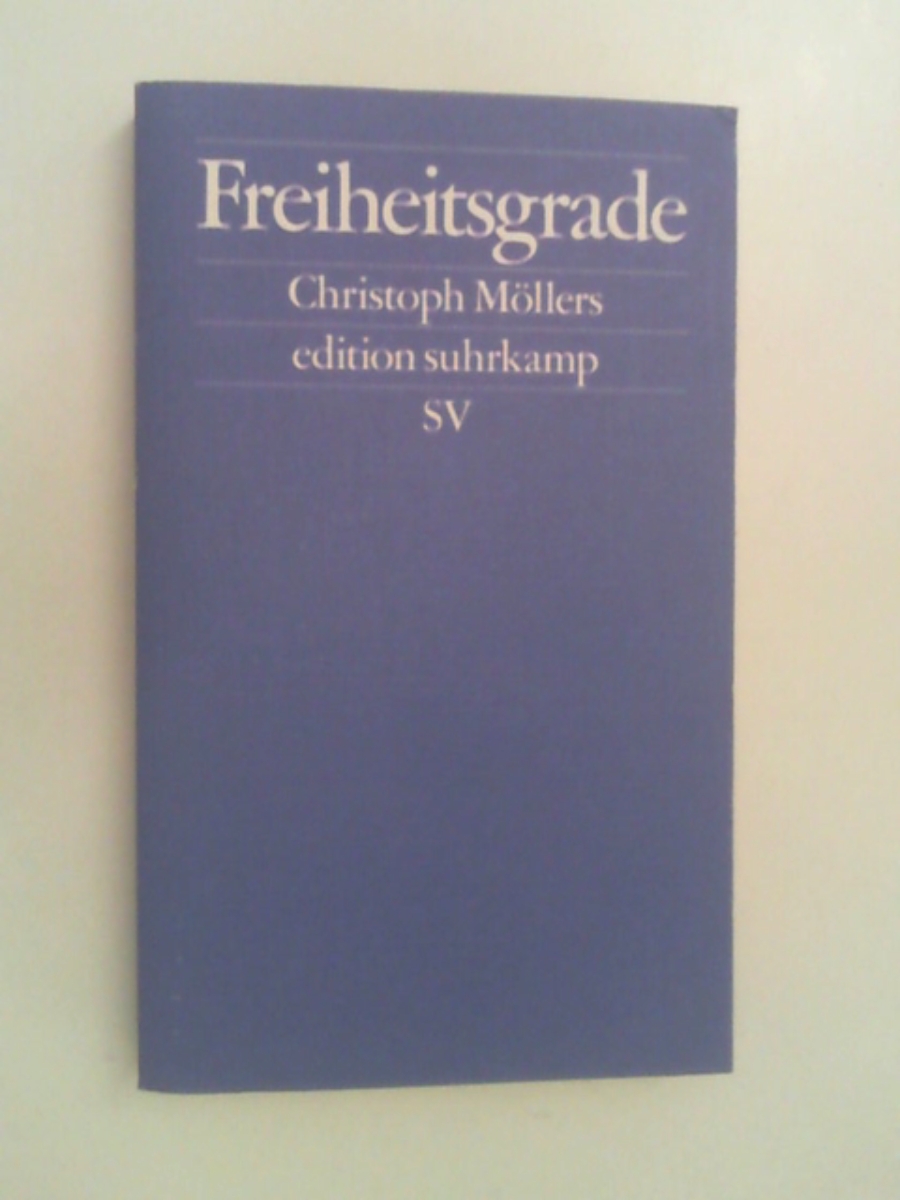 Freiheitsgrade
Christoph Möllers
edition suhrkamp
SV